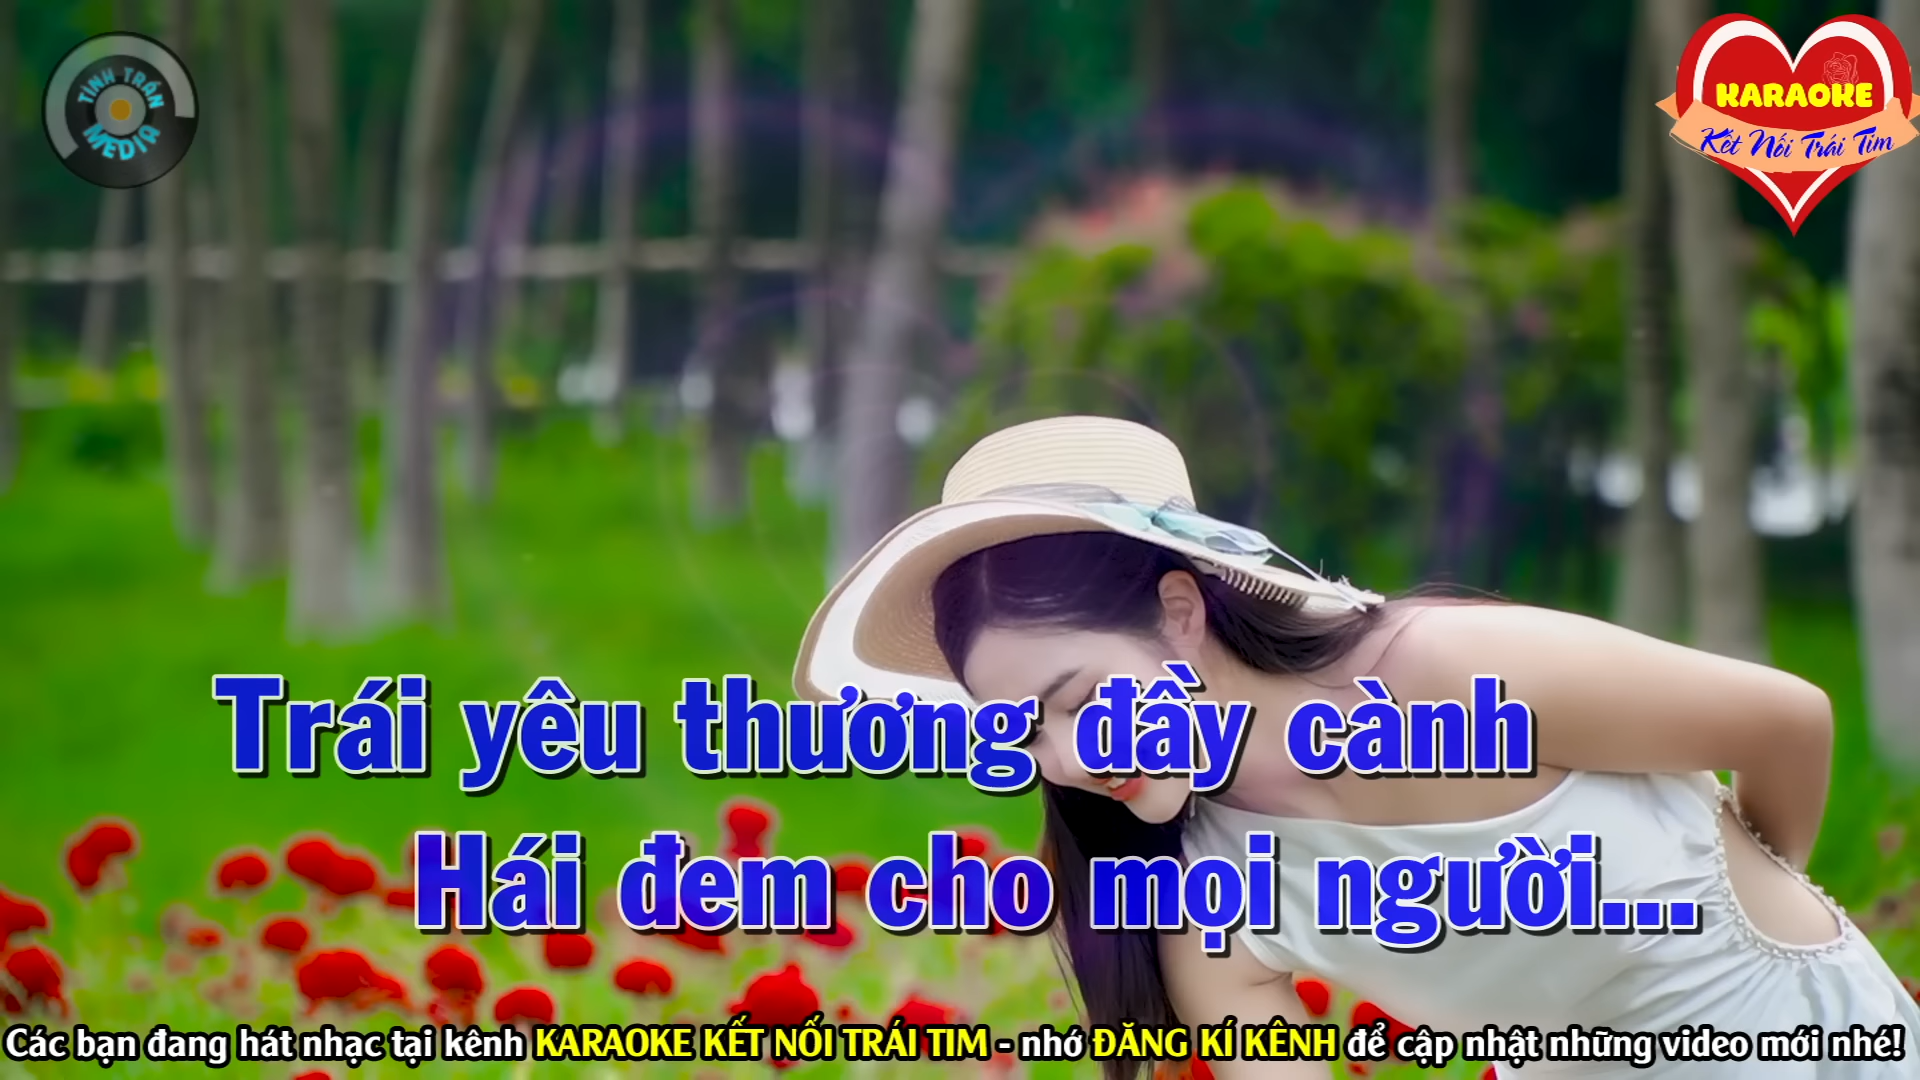 TÌNH TRẦN
MEDIA
KARAOKE
Kết Nối Trái Tim
Trái yêu thương đầy cành
Hái đem cho mọi người...
Các bạn đang hát nhạc tại kênh KARAOKE KẾT NỐI TRÁI TIM - nhớ ĐĂNG KÍ KÊNH để cập nhật những video mới nhé!